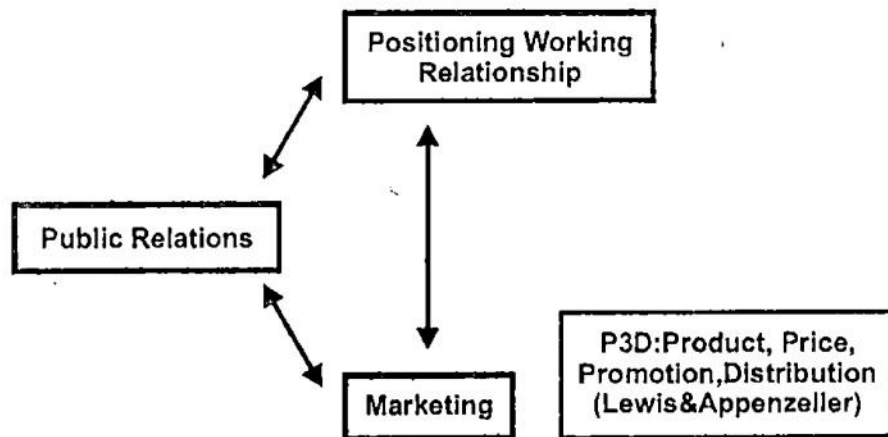 Positioning Working
Relationship
Public Relations
Marketing
P3D:Product, Price,
Promotion,Distribution
(Lewis&Appenzeller)